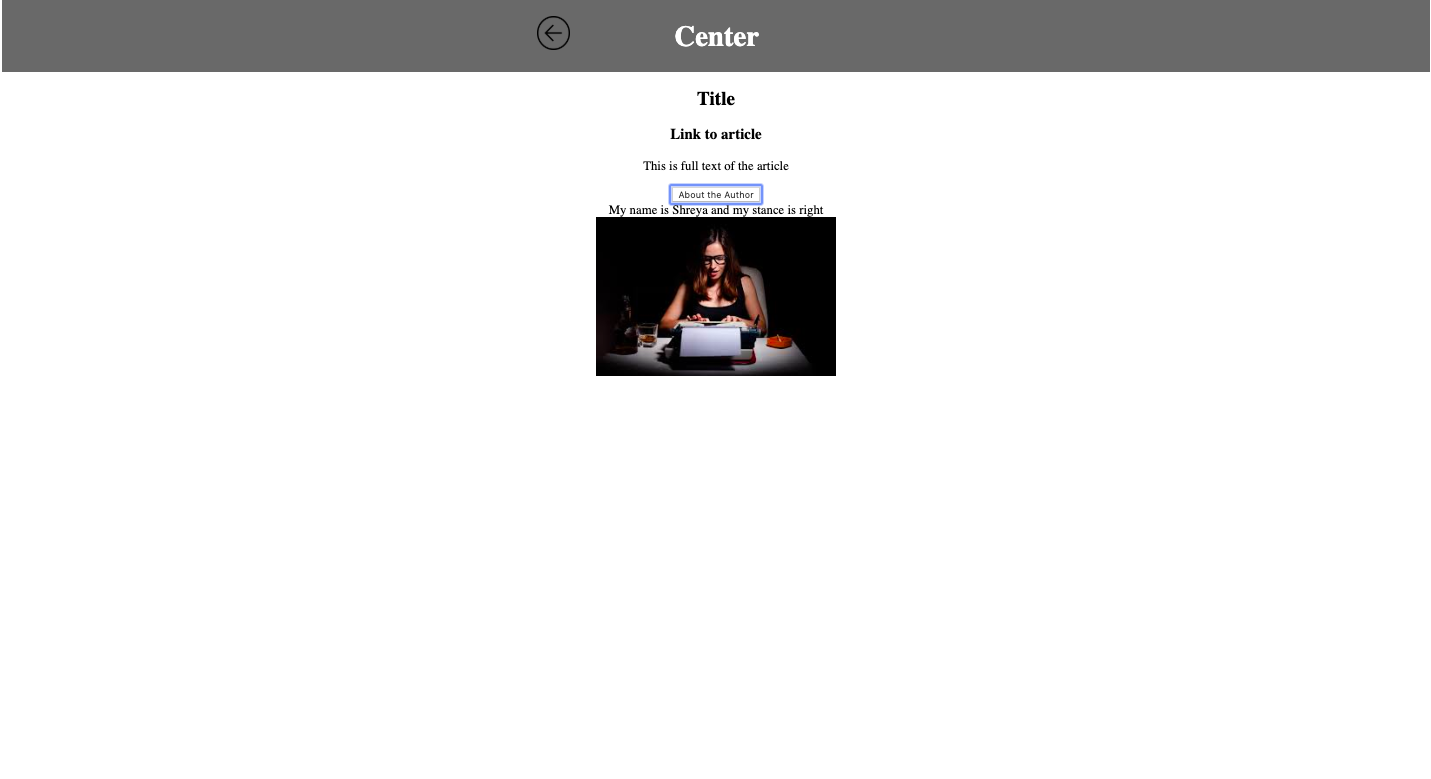 Center
Title
Link to article
This is full text of the article
About the Author
My name is Shreya and my stance is right